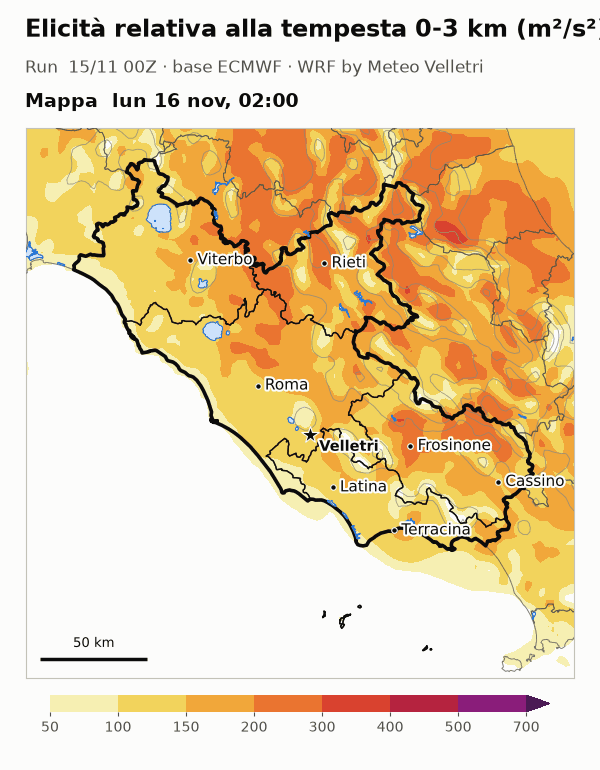 Elicità relativa alla tempesta 0-3 km (m²/s²)
Run  15/11 00Z · base ECMWF · WRF by Meteo Velletri
Mappa  lun 16 nov, 02:00
Viterbo
Rieti
Roma
Velletri
Frosinone
Latina
Cassino
Terracina
50 km
50 100 150 200 300 400 500 700